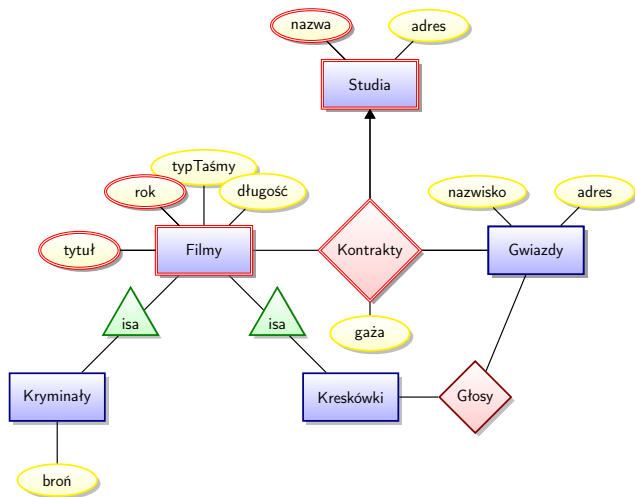 nazwa
adres
Studia
typTaśmy
rok
długość
nazwisko
adres
tytuł
Filmy
Kontrakty
Gwiazdy
isa
isa
gaża
Kryminały
Kreskówki
Głosy
broń